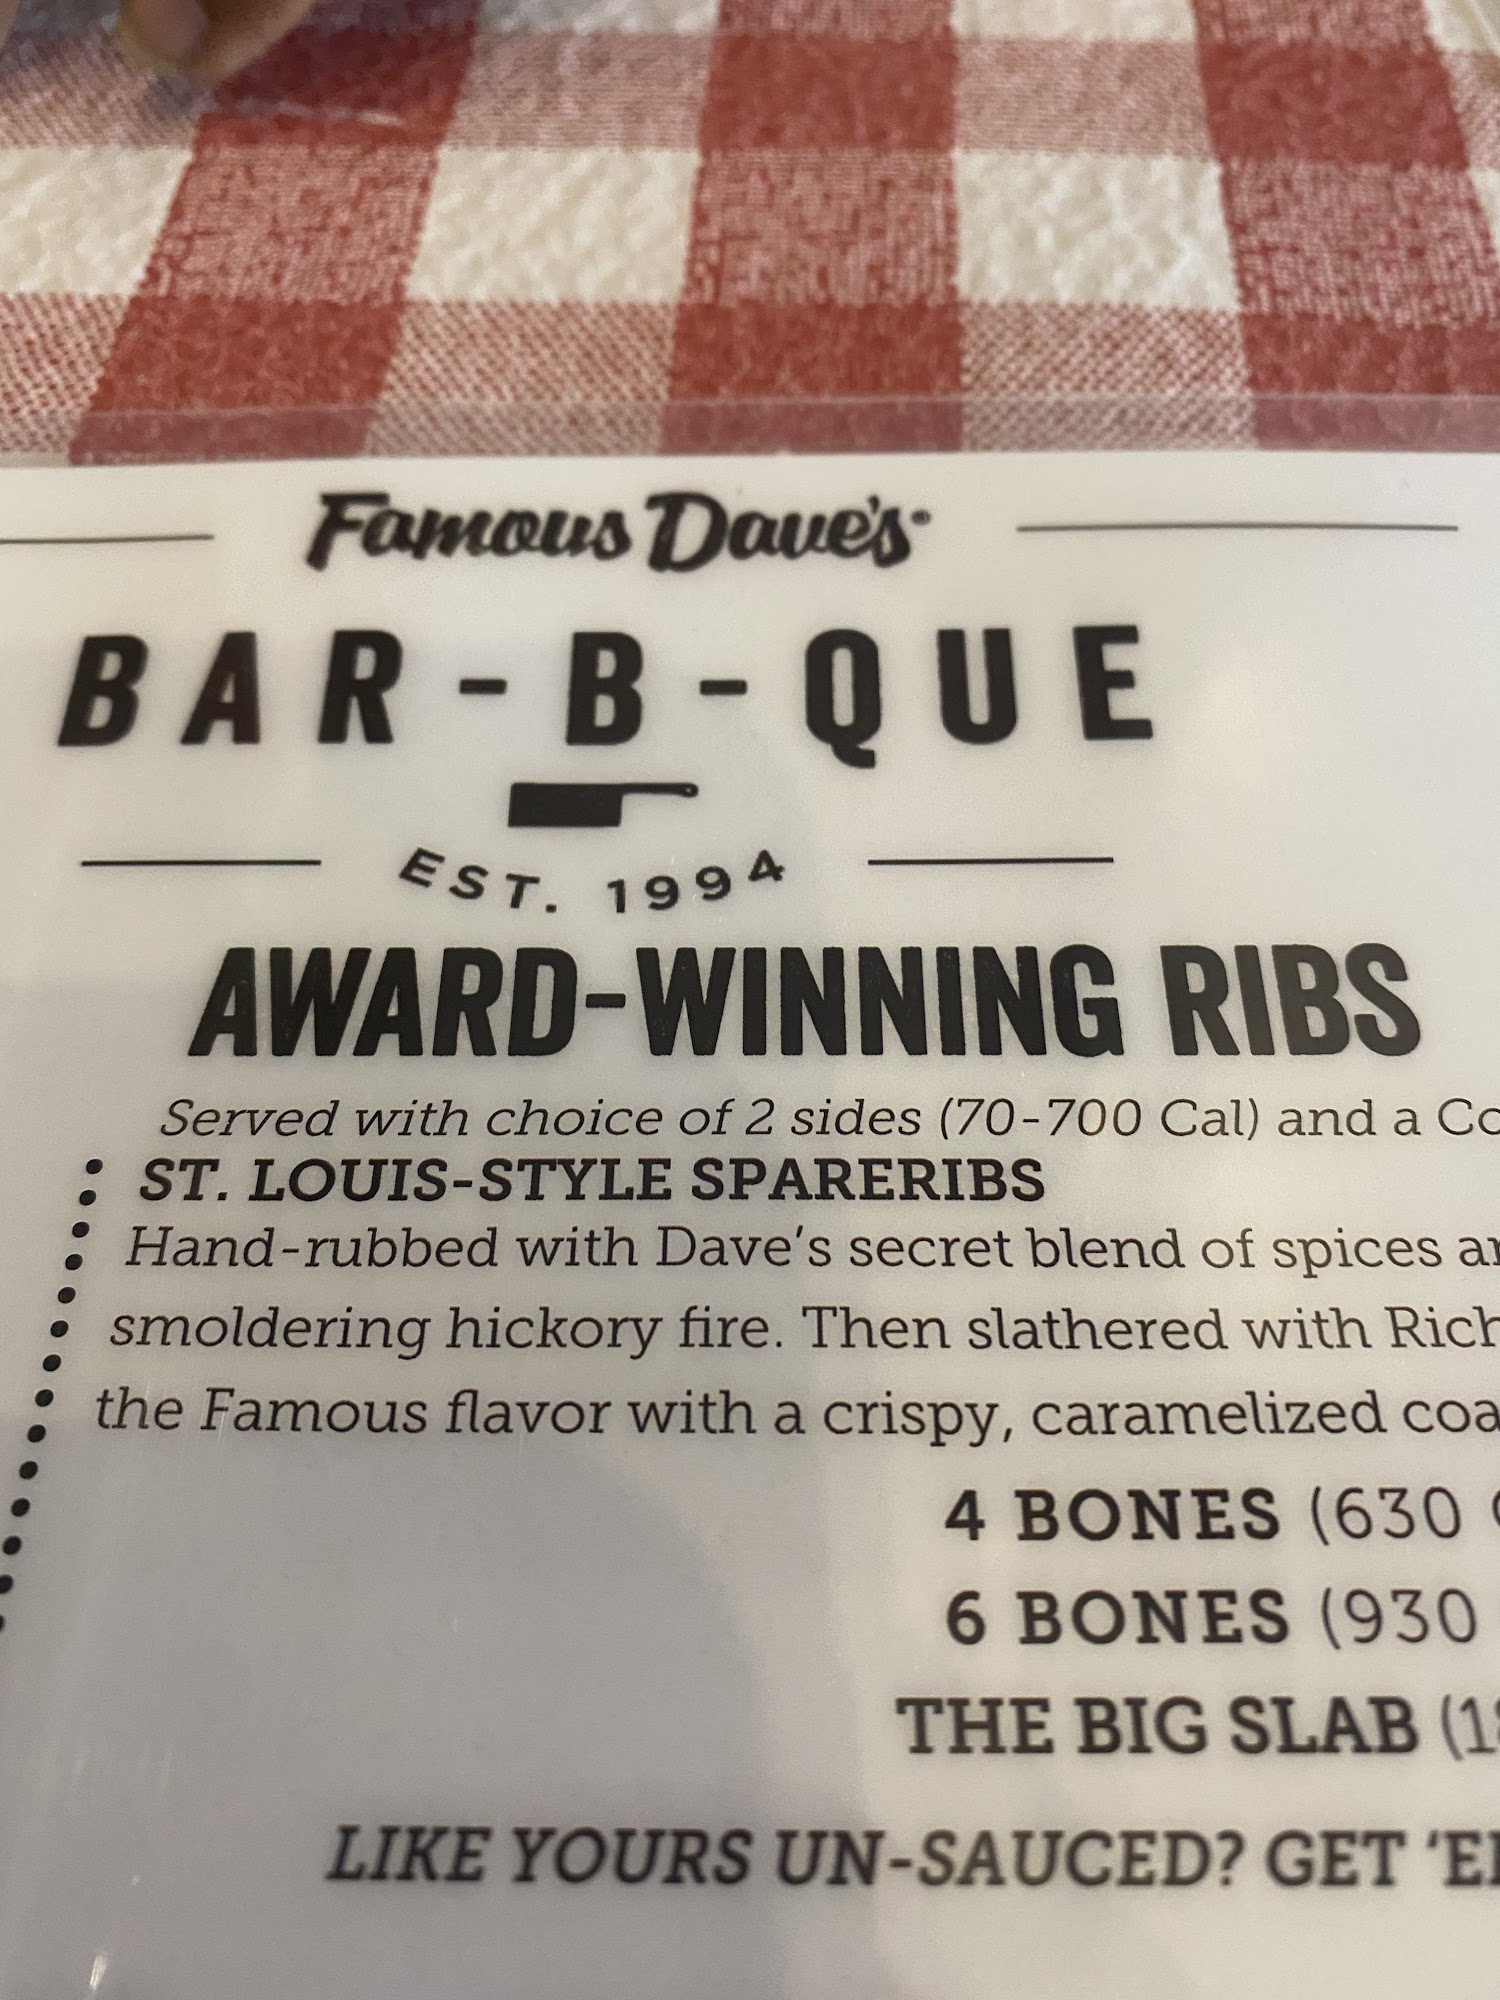 Famous Dave's
BAR-B-QUE
EST. 1994
AWARD-WINNING RIBS
Served with choice of 2 sides (70-700 Cal) and a
ST. LOUIS-STYLE SPARERIBS
Hand-rubbed with Dave's secret blend of spices
smoldering hickory fire. Then slathered with Rich
the Famous flavor with a crispy, caramelized
4 BONES (630
6 BONES (930
THE BIG SLAB
LIKE YOURS UN-SAUCED? GET